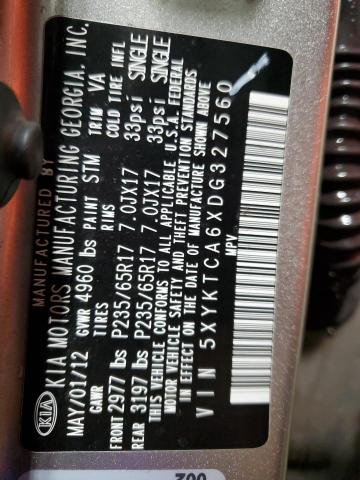 MANUFACTURED BY
KIA KIA MOTORS MANUFACTURING GEORGIA, INC.
MAY/01/12 GVWR 4960 lbs PAINT STM TRIM VA
GAWR TIRES RIMS COLD TIRE INFL
FRONT 2977 lbs P235/65R17 7.0JX17 33psi SINGLE
REAR 3197 lbs P235/65R17 7.0JX17 33psi SINGLE
THIS VEHICLE CONFORMS TO ALL APPLICABLE U.S.A. FEDERAL
MOTOR VEHICLE SAFETY AND THEFT PREVENTION STANDARDS
IN EFFECT ON THE DATE OF MANUFACTURE SHOWN ABOVE
VIN 5XYKTCA6XDG327560
MPV
300